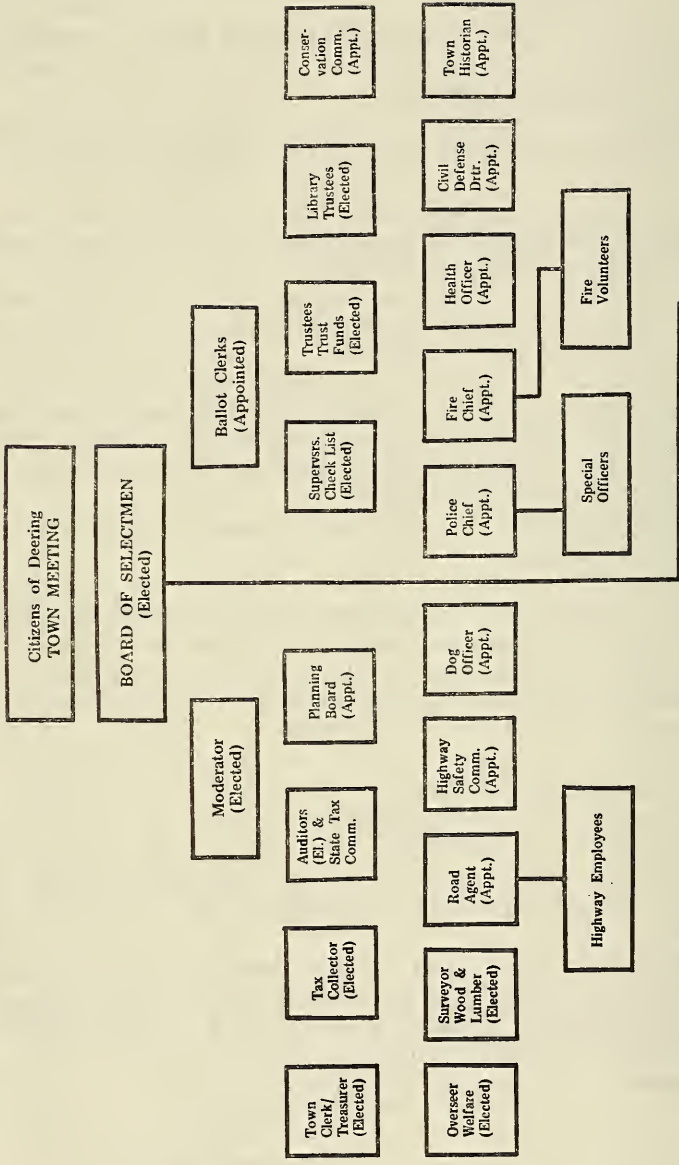 Citizens of Deering
TOWN MEETING
BOARD OF SELECTMEN
(Elected)
Moderator
(Elected)
Ballot Clerks
(Appointed)
Town
Clerk/
Treasurer
(Elected)
Tax
Collector
(Elected)
Auditors
(El.) &
State Tax
Comm.
Planning
Board
(Appt.)
Supervsrs.
Check List
(Elected)
Trustees
Trust
Funds
(Elected)
Library
Trustees
(Elected)
Conser-
vation
Comm.
(Appt.)
Overseer
Welfare
(Elected)
Surveyor
Wood &
Lumber
(Elected)
Road
Agent
(Appt.)
Highway
Safety
Comm.
(Appt.)
Dog
Officer
(Appt.)
Police
Chief
(Appt.)
Fire
Chief
(Appt.)
Health
Officer
(Appt.)
Civil
Defense
Drtr.
(Appt.)
Town
Historian
(Appt.)
Highway Employees
Special
Officers
Fire
Volunteers